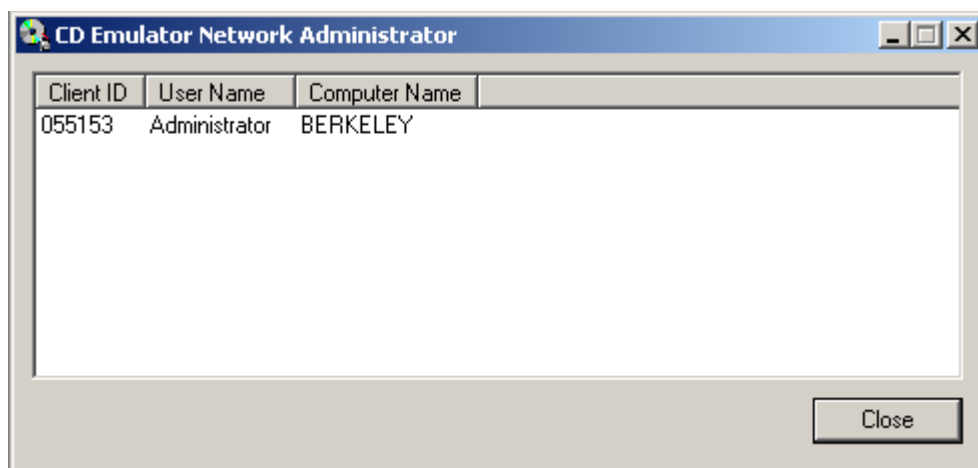 CD Emulator Network Administrator
Client ID User Name Computer Name
055153 Administrator BERKELEY
Close